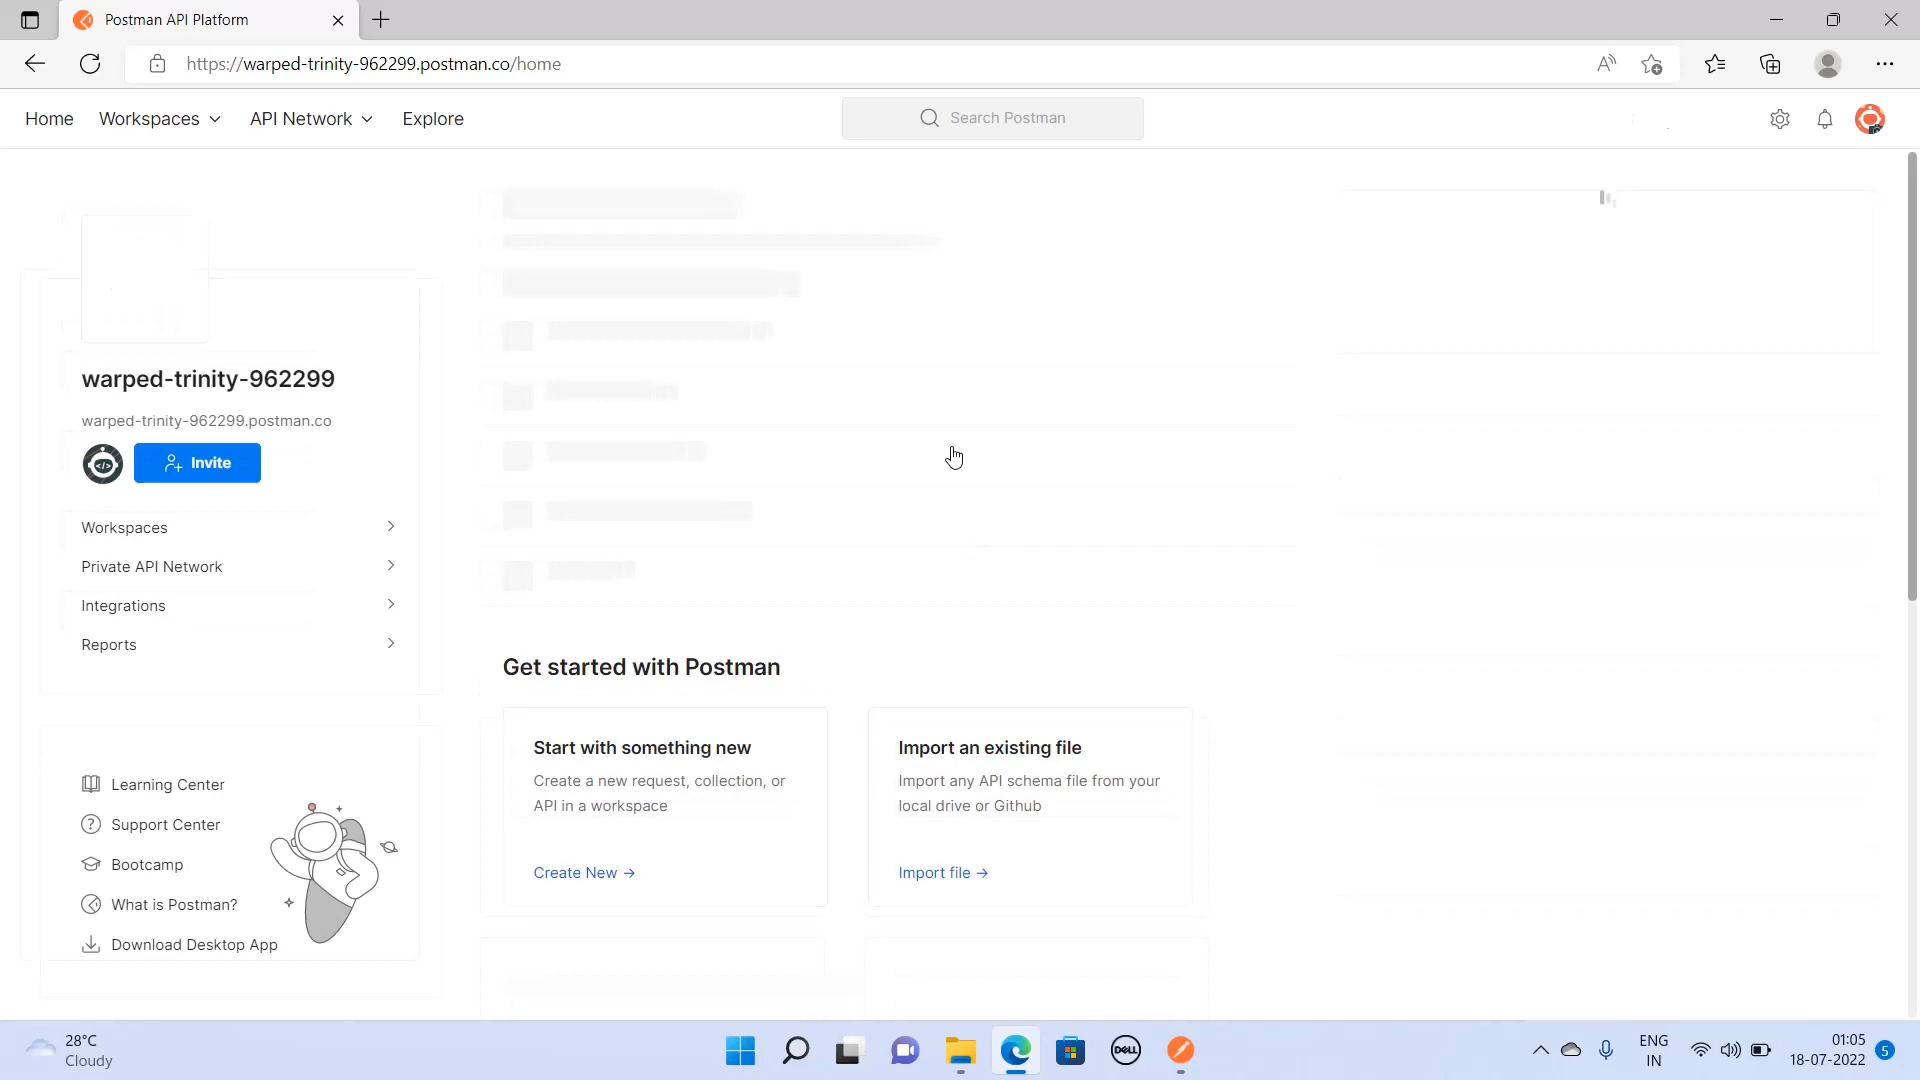 Postman API Platform
https://warped-trinity-962299.postman.co/home
Home Workspaces API Network Explore
Search Postman
warped-trinity-962299
warped-trinity-962299.postman.co
Invite
Workspaces
Private API Network
Integrations
Reports
Learning Center
Support Center
Bootcamp
What is Postman?
Download Desktop App
Get started with Postman
Start with something new
Create a new request, collection, or
API in a workspace
Create New →
Import an existing file
Import any API schema file from your
local drive or Github
Import file →
28°C
Cloudy
DELL
ENG
IN
01:05
18-07-2022
5